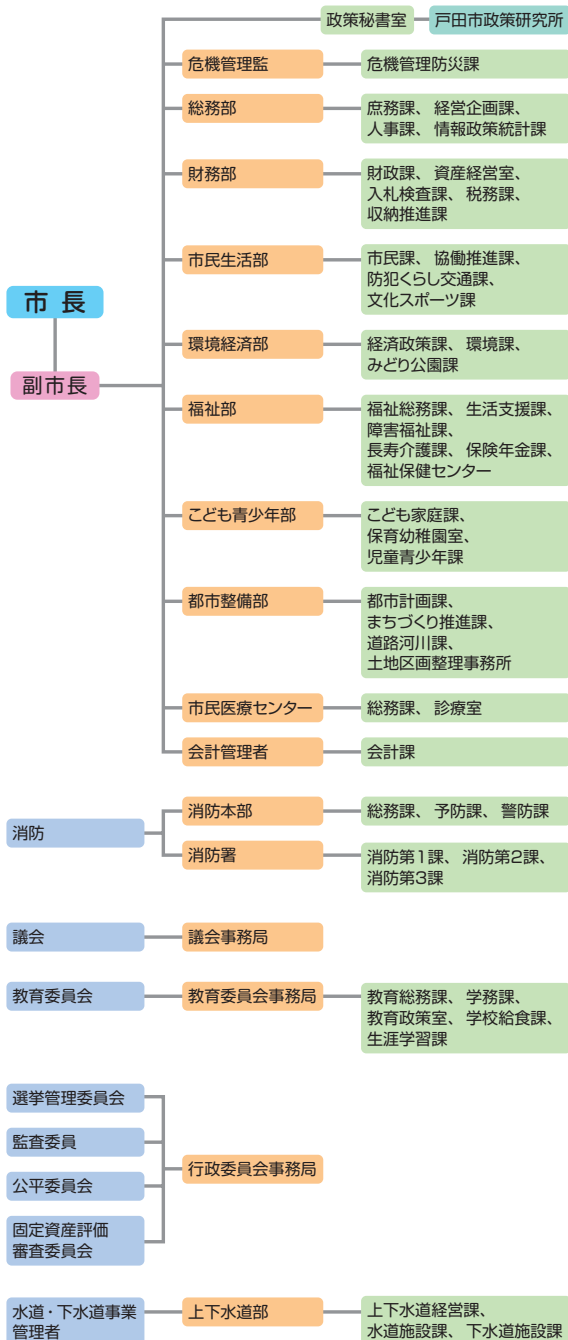 政策秘書室
戸田市政策研究所
危機管理監
危機管理防災課
総務部
庶務課、経営企画課、
人事課、情報政策統計課
財務部
財政課、資産経営室、
入札検査課、税務課、
収納推進課
市民生活部
市民課、協働推進課、
防犯くらし交通課、
文化スポーツ課
市長
環境経済部
経済政策課、環境課、
みどり公園課
副市長
福祉部
福祉総務課、生活支援課、
障害福祉課、
長寿介護課、保険年金課、
福祉保健センター
こども青少年部
こども家庭課、
保育幼稚園室、
児童青少年課
都市整備部
都市計画課、
まちづくり推進課、
道路河川課、
土地区画整理事務所
市民医療センター
総務課、診療室
会計管理者
会計課
消防
消防本部
総務課、予防課、警防課
消防署
消防第1課、消防第2課、
消防第3課
議会
議会事務局
教育委員会
教育委員会事務局
教育総務課、学務課、
教育政策室、学校給食課、
生涯学習課
選挙管理委員会
監査委員
公平委員会
固定資産評価
審査委員会
行政委員会事務局
水道・下水道事業
管理者
上下水道部
上下水道経営課、
水道施設課、下水道施設課